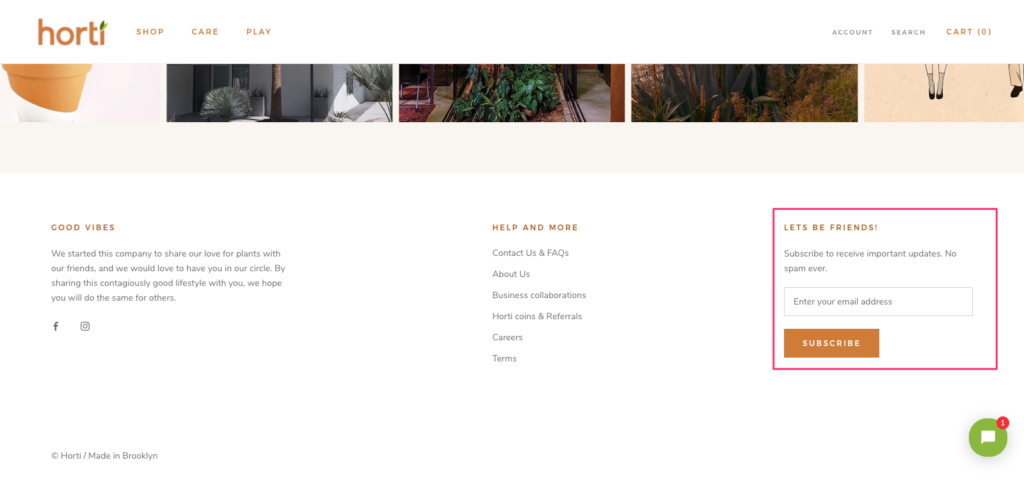 horti
SHOP
CARE
PLAY
ACCOUNT
SEARCH
CART (0)
GOOD VIBES
We started this company to share our love for plants with
our friends, and we would love to have you in our circle. By
sharing this contagiously good lifestyle with you, we hope
you will do the same for others.
HELP AND MORE
Contact Us & FAQs
About Us
Business collaborations
Horti coins & Referrals
Careers
Terms
LETS BE FRIENDS!
Subscribe to receive important updates. No
spam ever.
Enter your email address
SUBSCRIBE
1
© Horti / Made in Brooklyn